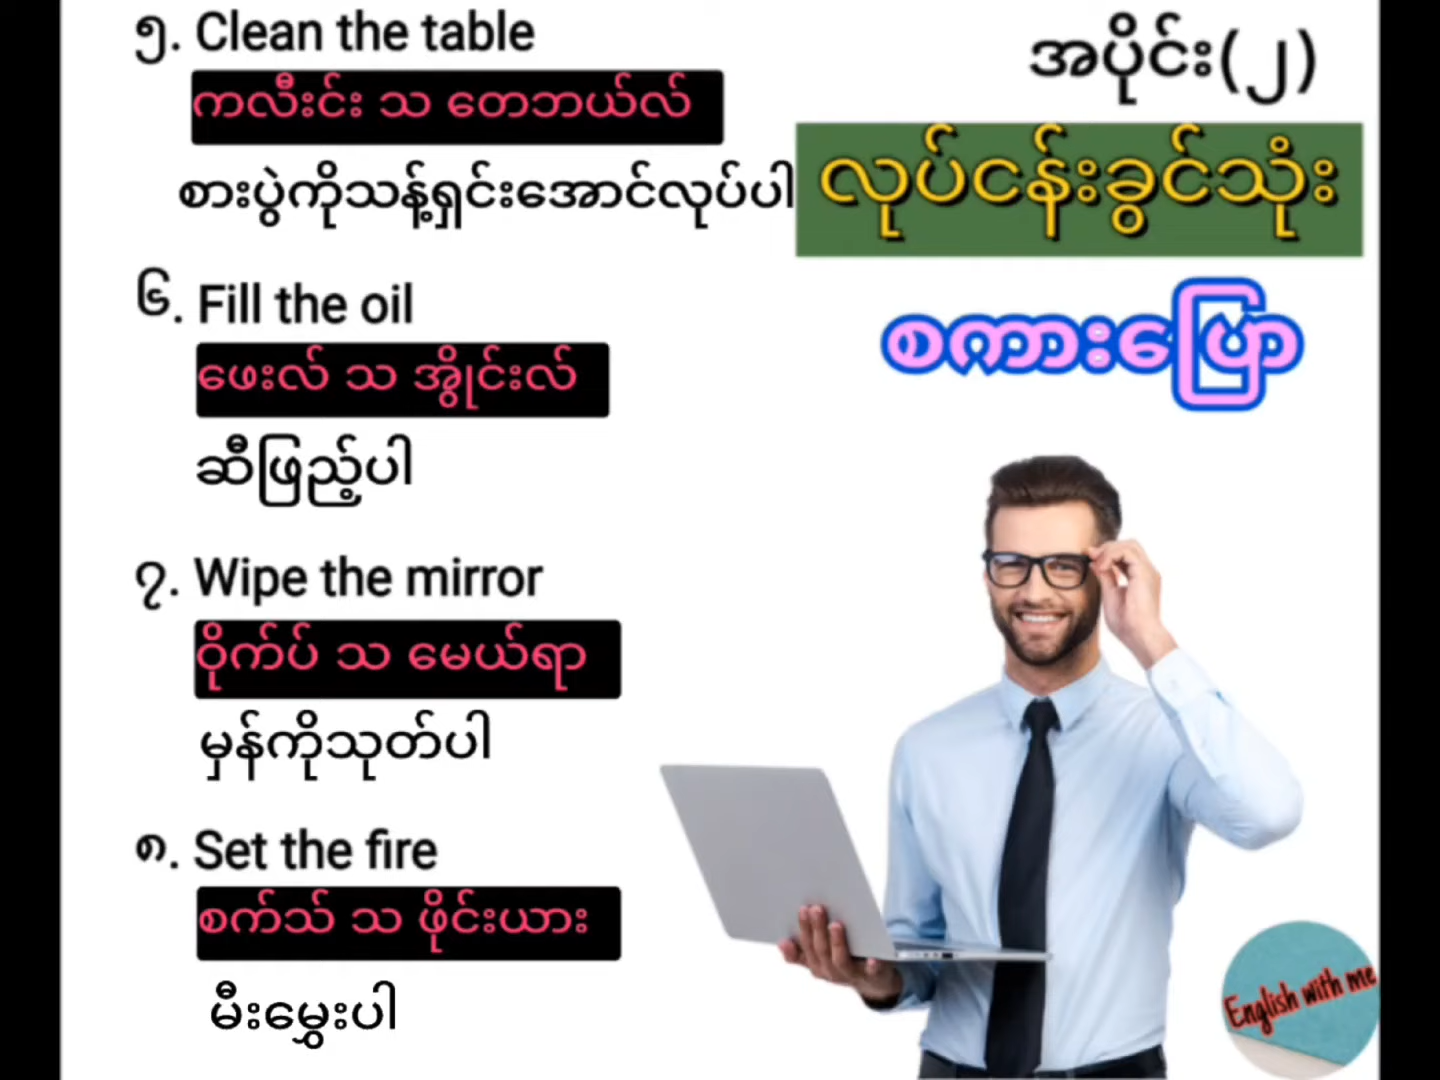 ၅. Clean the table
ကလီးင်း သ တေဘယ်လ်
စားပွဲကိုသန့်ရှင်းအောင်လုပ်ပါ
၆. Fill the oil
ဖေးလ် သ အွိုင်းလ်
ဆီဖြည့်ပါ
၇. Wipe the mirror
ဝိုက်ပ် သ မေယ်ရာ
မှန်ကိုသုတ်ပါ
၈. Set the fire
စက်သ် သ ဖိုင်းယား
မီးမွှေးပါ
အပိုင်း(၂)
လုပ်ငန်းခွင်သုံး
စကားပြော
English with me